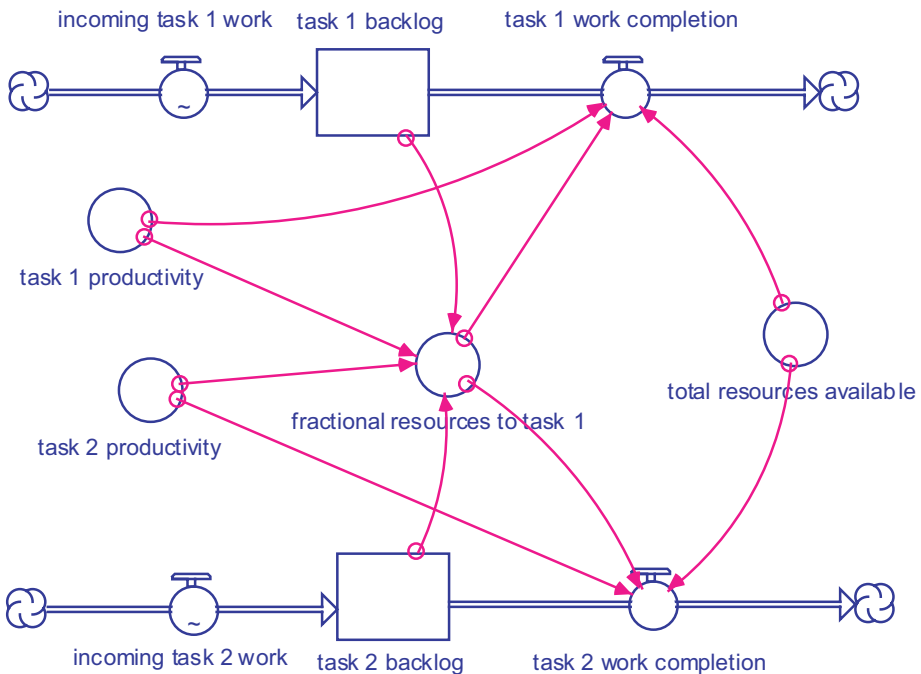 incoming task 1 work
task 1 backlog
task 1 work completion
~
task 1 productivity
total resources available
fractional resources to task 1
task 2 productivity
~
incoming task 2 work
task 2 backlog
task 2 work completion